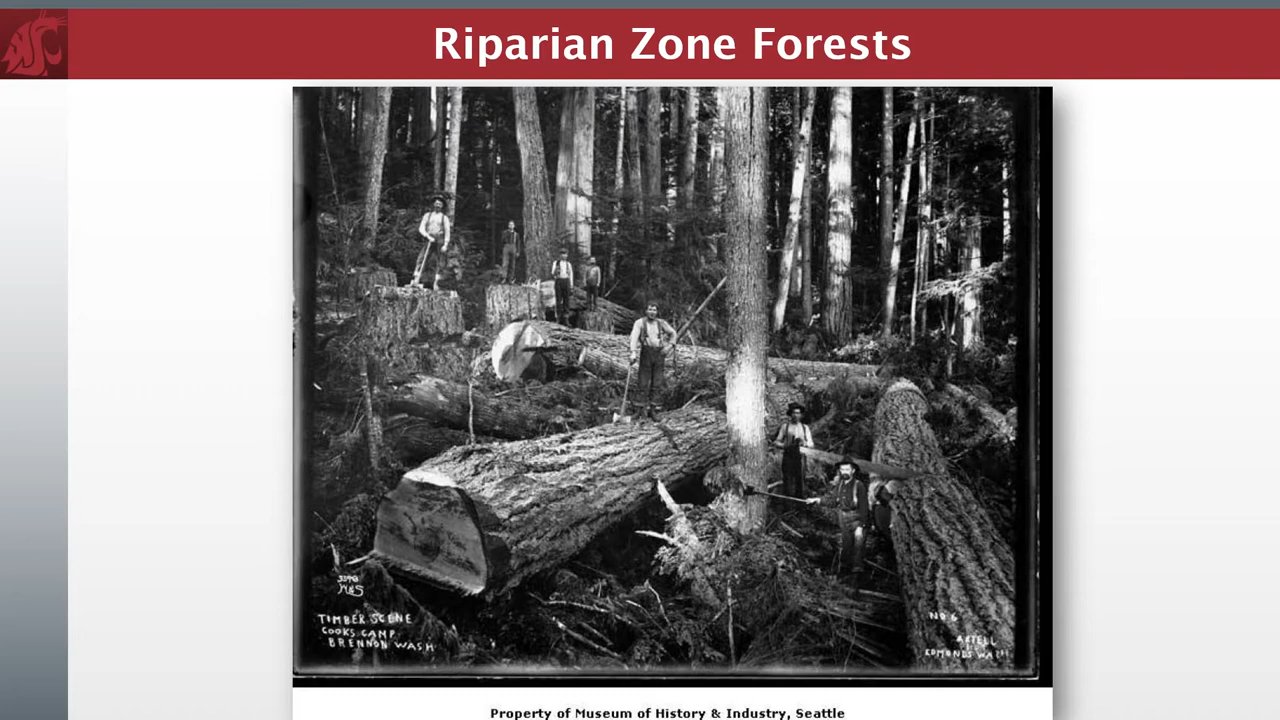 Riparian Zone Forests
3398
W&S
TIMBER SCENE
COOKS CAMP
BRENNON WASH
NO 6
AXTELL
EDMONDS WASH
Property of Museum of History & Industry, Seattle